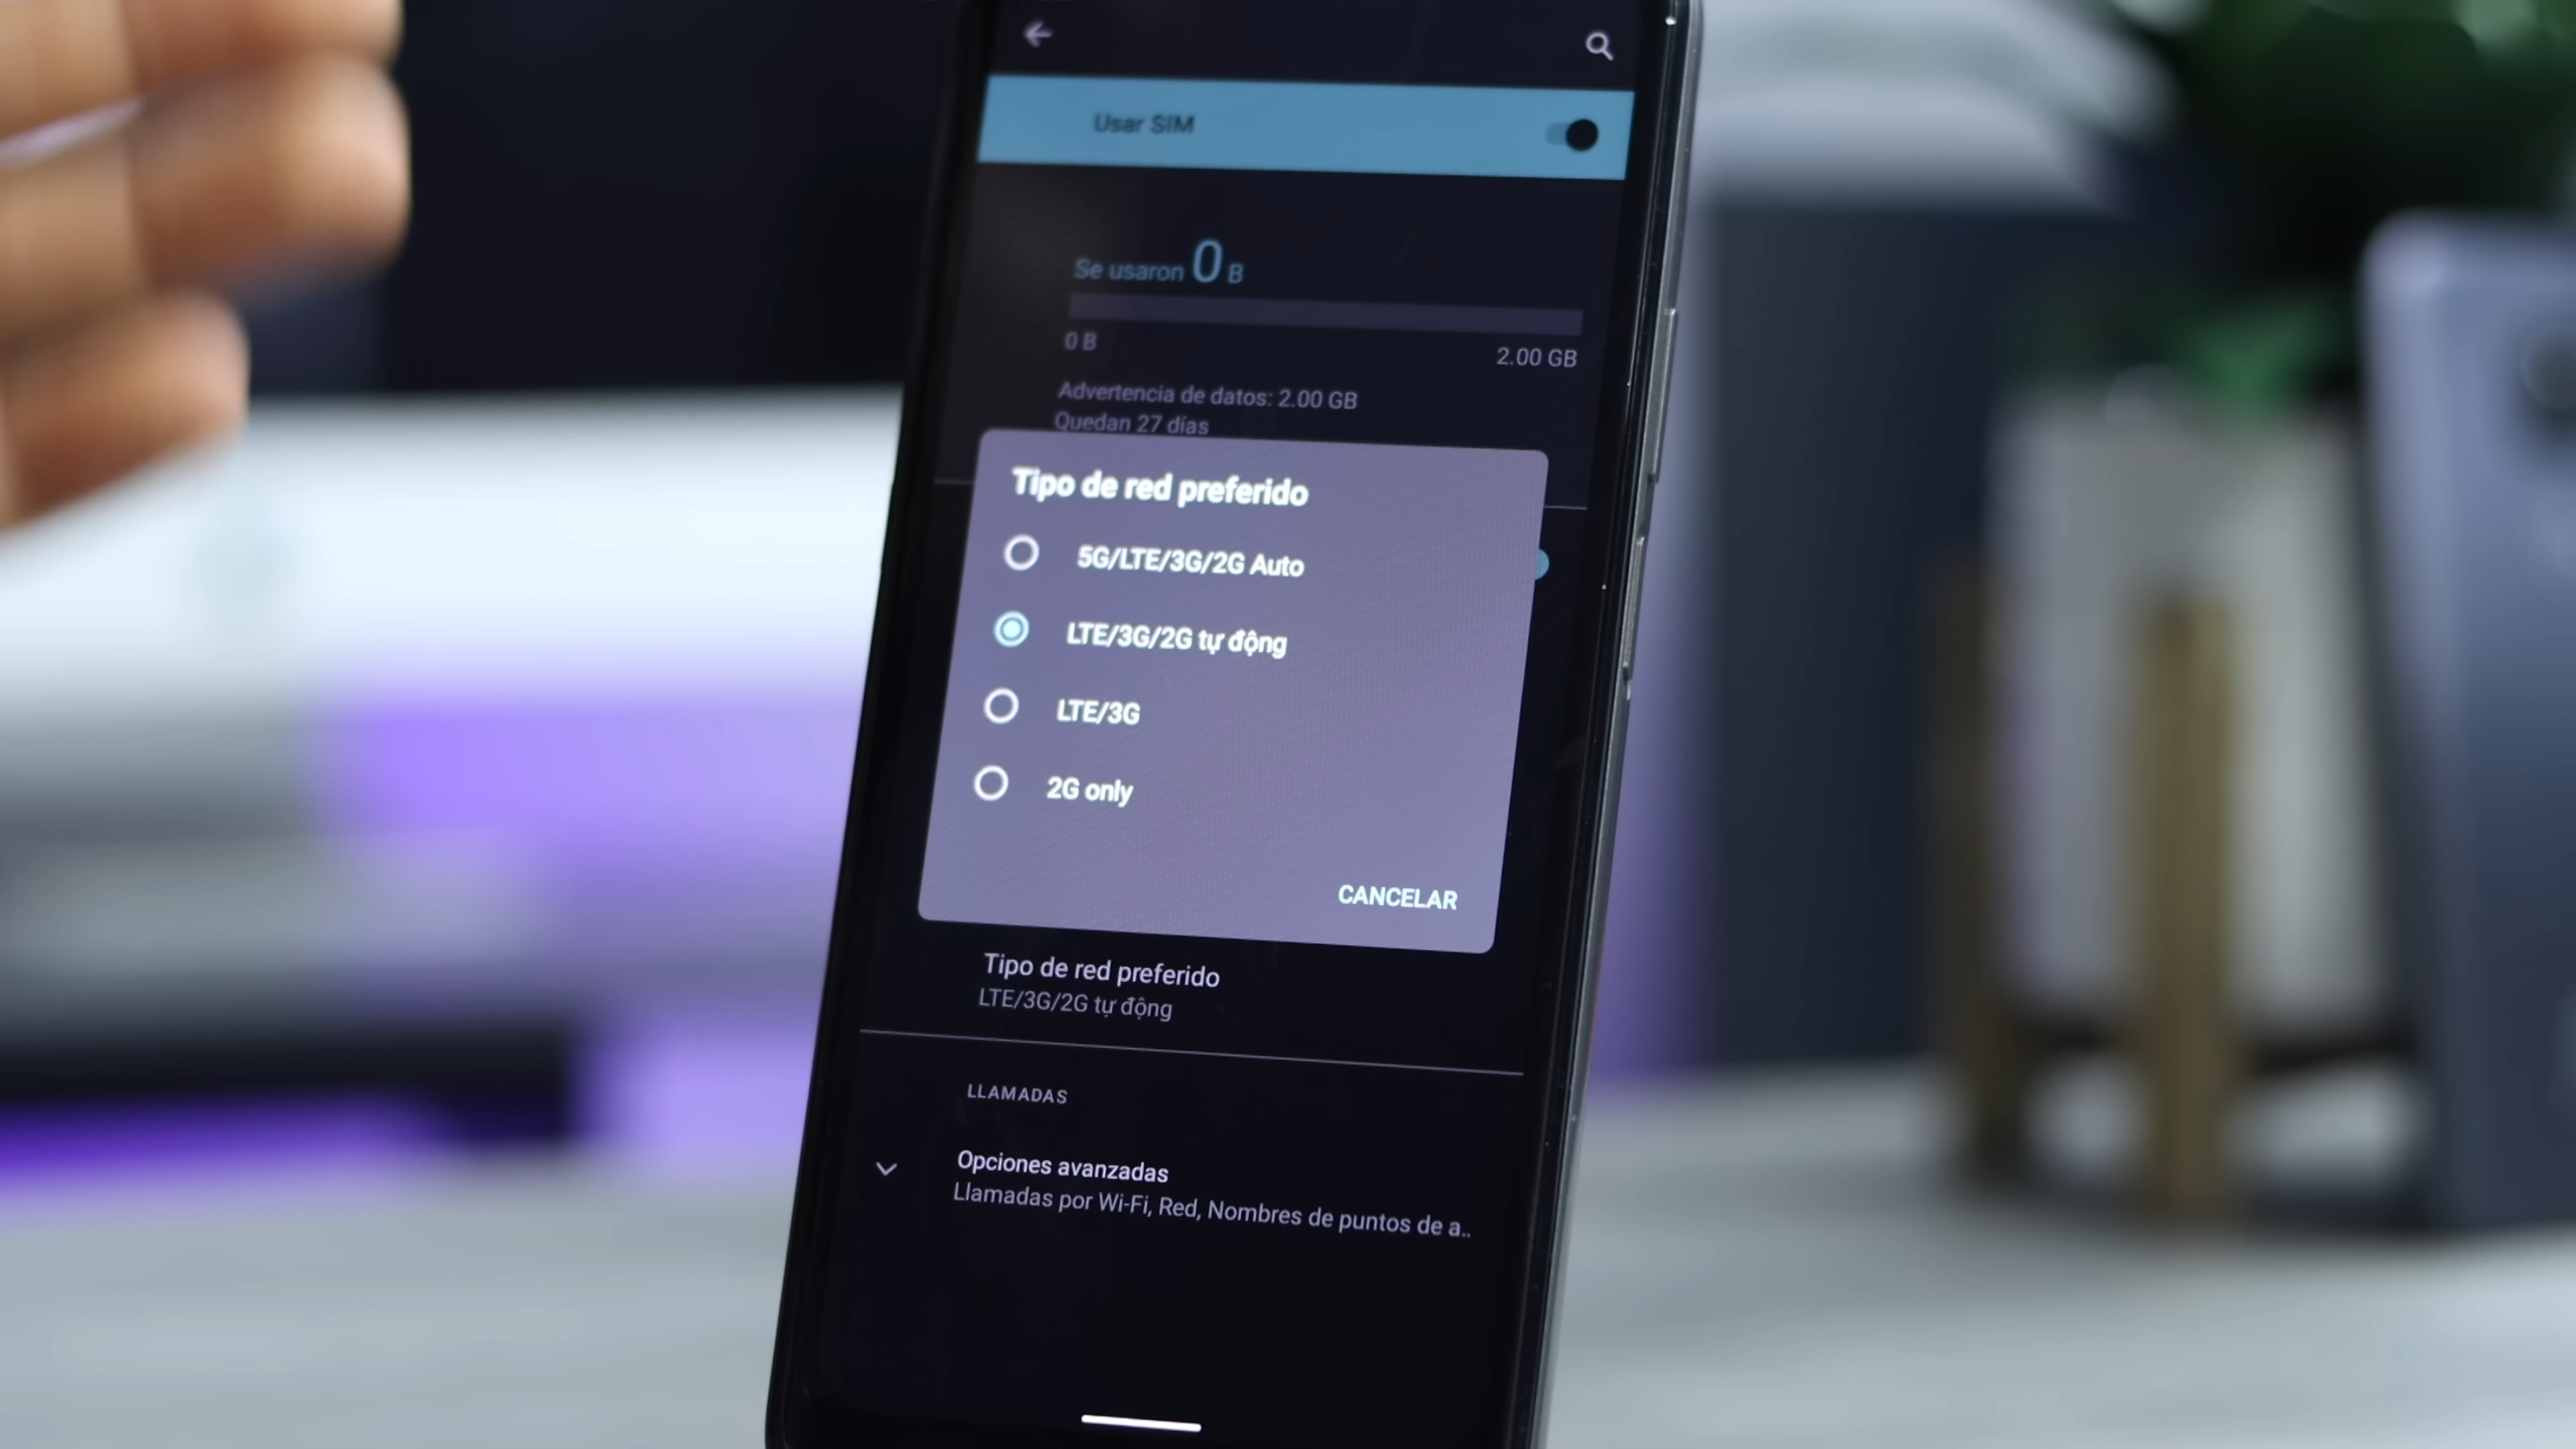 Usar SIM
Se usaron 0 B
0 B
2.00 GB
Advertencia de datos: 2.00 GB
Quedan 27 días
Tipo de red preferido
5G/LTE/3G/2G Auto
LTE/3G/2G tự động
LTE/3G
2G only
CANCELAR
Tipo de red preferido
LTE/3G/2G tự động
LLAMADAS
Opciones avanzadas
Llamadas por Wi-Fi, Red, Nombres de puntos de a..